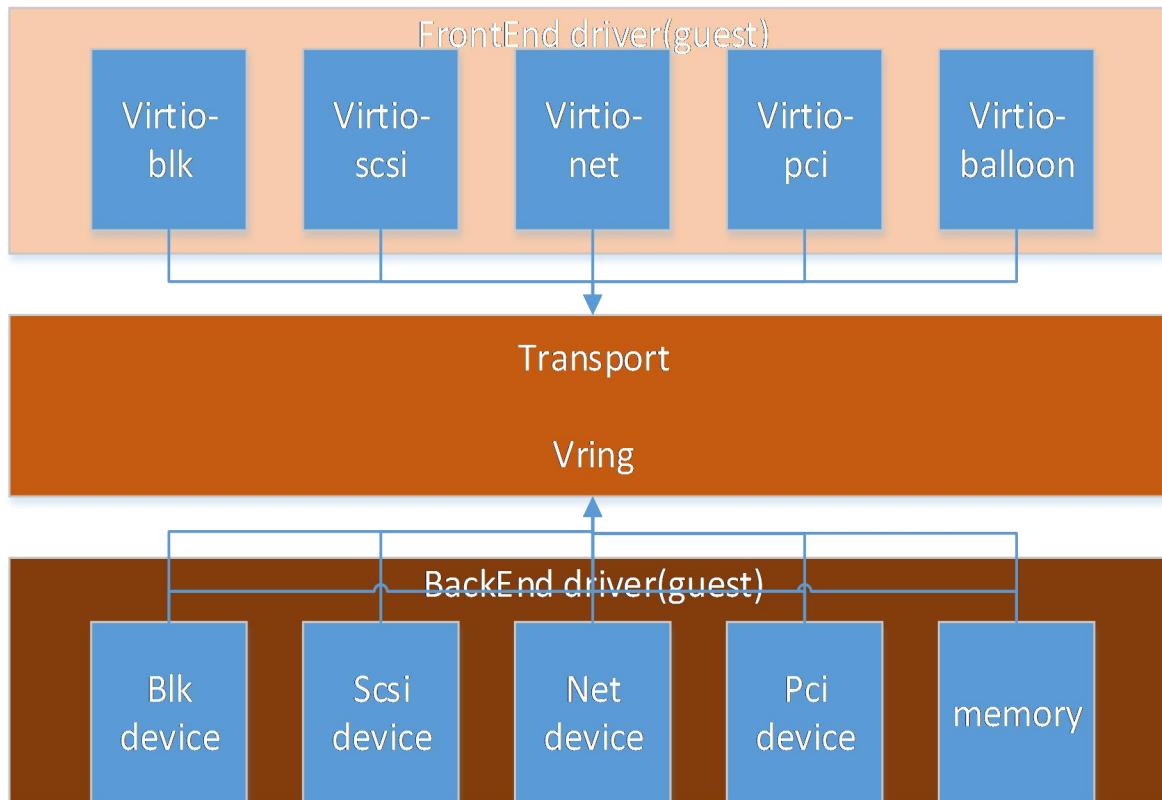 FrontEnd driver(guest)
Virtio-
blk
Virtio-
scsi
Virtio-
net
Virtio-
pci
Virtio-
balloon
Transport
Vring
BackEnd driver(guest)
Blk
device
Scsi
device
Net
device
Pci
device
memory